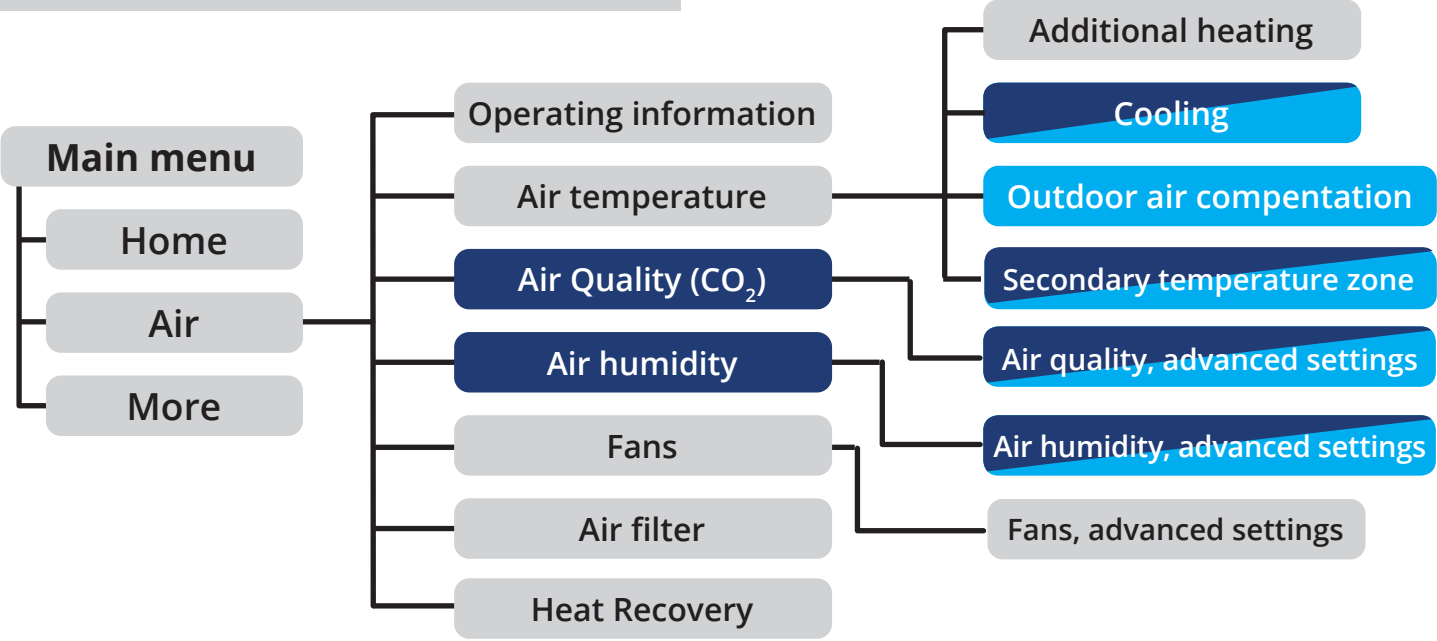 Main menu
Home
Air
More
Operating information
Air temperature
Air Quality (CO₂)
Air humidity
Fans
Air filter
Heat Recovery
Additional heating
Cooling
Outdoor air compentation
Secondary temperature zone
Air quality, advanced settings
Air humidity, advanced settings
Fans, advanced settings